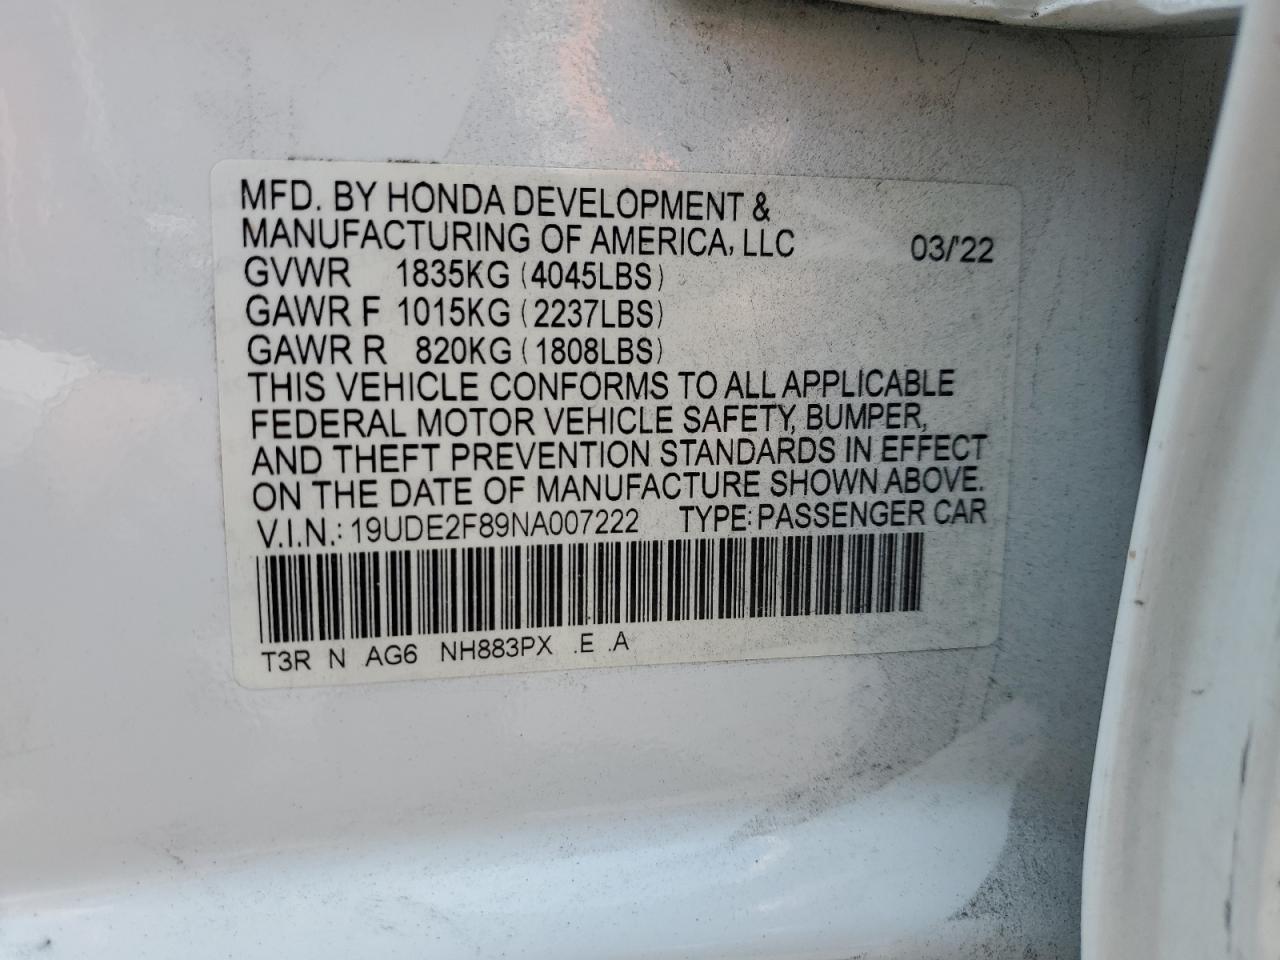 MFD. BY HONDA DEVELOPMENT &
MANUFACTURING OF AMERICA, LLC 03/'22
GVWR 1835KG (4045LBS)
GAWR F 1015KG (2237LBS)
GAWR R 820KG (1808LBS)
THIS VEHICLE CONFORMS TO ALL APPLICABLE
FEDERAL MOTOR VEHICLE SAFETY, BUMPER,
AND THEFT PREVENTION STANDARDS IN EFFECT
ON THE DATE OF MANUFACTURE SHOWN ABOVE.
V.I.N.: 19UDE2F89NA007222 TYPE: PASSENGER CAR
T3R N AG6 NH883PX .E .A